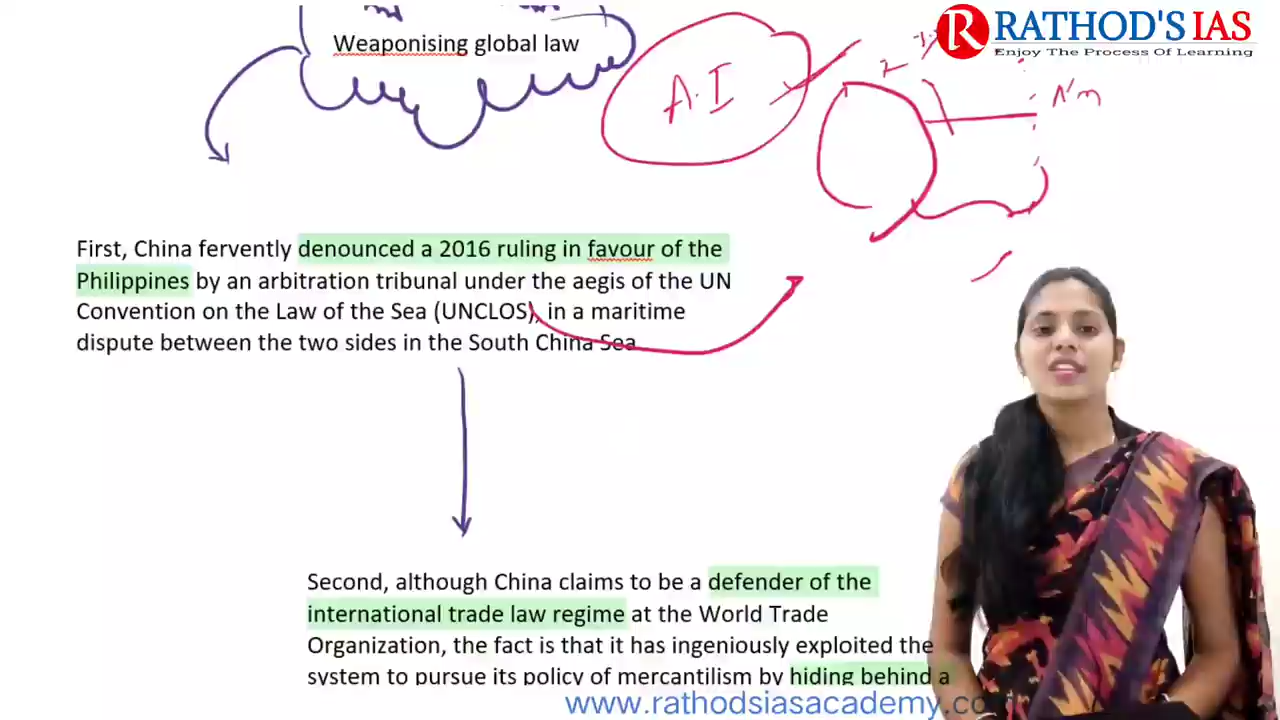 RATHOD'S IAS
Enjoy The Process Of Learning
Weaponising global law
A.I
First, China fervently denounced a 2016 ruling in favour of the
Philippines by an arbitration tribunal under the aegis of the UN
Convention on the Law of the Sea (UNCLOS), in a maritime
dispute between the two sides in the South China Sea
Second, although China claims to be a defender of the
international trade law regime at the World Trade
Organization, the fact is that it has ingeniously exploited the
system to pursue its policy of mercantilism by hiding behind a
www.rathodsiasacademy.co